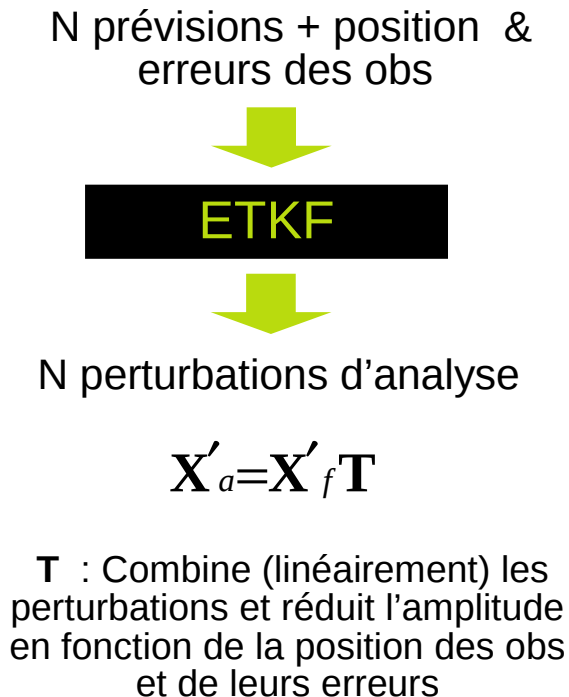 N prévisions + position &
erreurs des obs
ETKF
N perturbations d’analyse
X′a=X′f T
T : Combine (linéairement) les
perturbations et réduit l’amplitude
en fonction de la position des obs
et de leurs erreurs